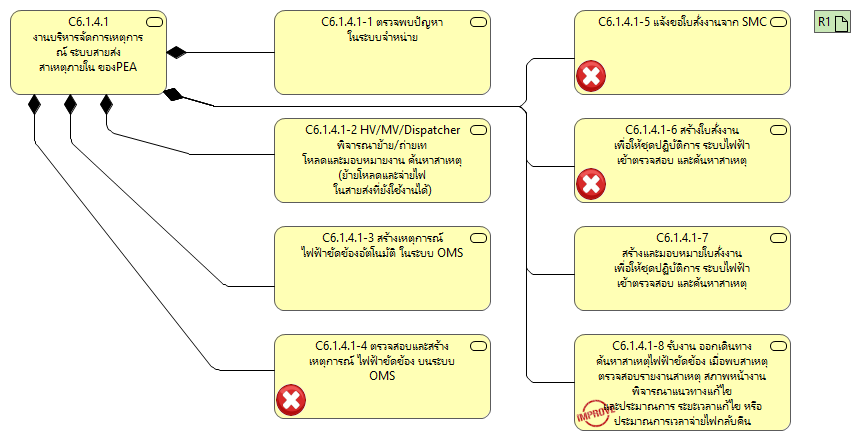 C6.1.4.1
งานบริหารจัดการเหตุการ
ณ์ ระบบสายส่ง
สาเหตุภายใน ของPEA
C6.1.4.1-1 ตรวจพบปัญหา
ในระบบจำหน่าย
C6.1.4.1-2 HV/MV/Dispatcher
พิจารณาย้าย/ถ่ายเท
โหลดและมอบหมายงาน ค้นหาสาเหตุ
(ย้ายโหลดและจ่ายไฟ
ในสายส่งที่ยังใช้งานได้)
C6.1.4.1-3 สร้างเหตุการณ์
ไฟฟ้าขัดข้องอัตโนมัติ ในระบบ OMS
C6.1.4.1-4 ตรวจสอบและสร้าง
เหตุการณ์ ไฟฟ้าขัดข้อง บนระบบ
OMS
C6.1.4.1-5 แจ้งขอใบสั่งงานจาก SMC
C6.1.4.1-6 สร้างใบสั่งงาน
เพื่อให้ชุดปฏิบัติการ ระบบไฟฟ้า
เข้าตรวจสอบ และค้นหาสาเหตุ
C6.1.4.1-7
สร้างและมอบหมายใบสั่งงาน
เพื่อให้ชุดปฏิบัติการ ระบบไฟฟ้า
เข้าตรวจสอบ และค้นหาสาเหตุ
C6.1.4.1-8 รับงาน ออกเดินทาง
ค้นหาสาเหตุไฟฟ้าขัดข้อง เมื่อพบสาเหตุ
ตรวจสอบรายงานสาเหตุ สภาพหน้างาน
พิจารณาแนวทางแก้ไข
และประมาณการ ระยะเวลาแก้ไข หรือ
ประมาณการเวลาจ่ายไฟกลับคืน
IMPROVE
R1